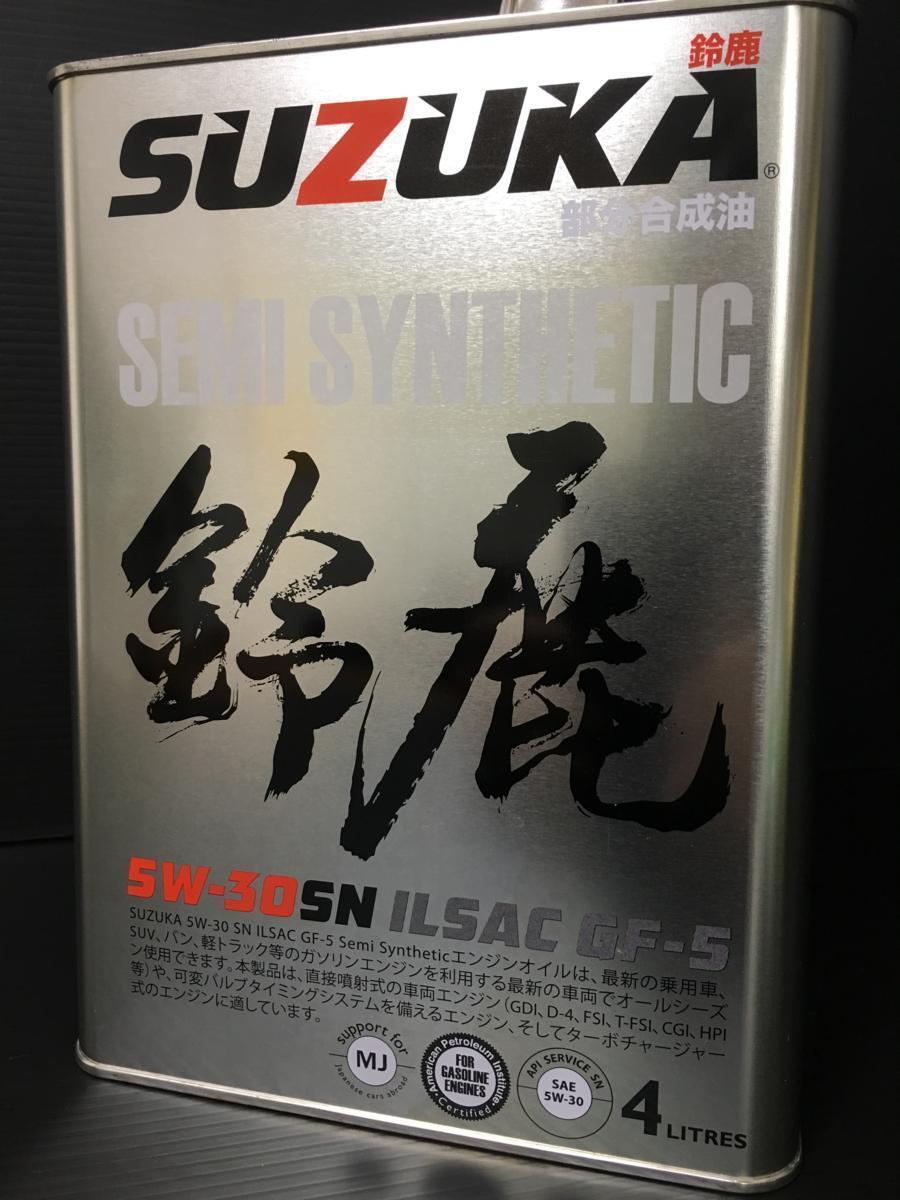 鈴鹿
SUZUKA®
部分合成油
SEMI SYNTHETIC
鈴鹿
5W-30 SN ILSAC GF-5
SUZUKA 5W-30 SN ILSAC GF-5 Semi Syntheticエンジンオイルは、最新の乗用車、
SUV、バン、軽トラック等のガソリンエンジンを利用する最新の車両でオールシーズ
ン使用できます。本製品は、直接噴射式の車両エンジン(GDI, D-4, FSI, T-FSI, CGI, HPI
等)や、可変バルブタイミングシステムを備えるエンジン、そしてターボチャージャー
式のエンジンに適しています。
support for
MJ
japanese cars abroad
American Petroleum Institute
FOR
GASOLINE
ENGINES
Certified
API SERVICE SN
SAE
5W-30
4 LITRES